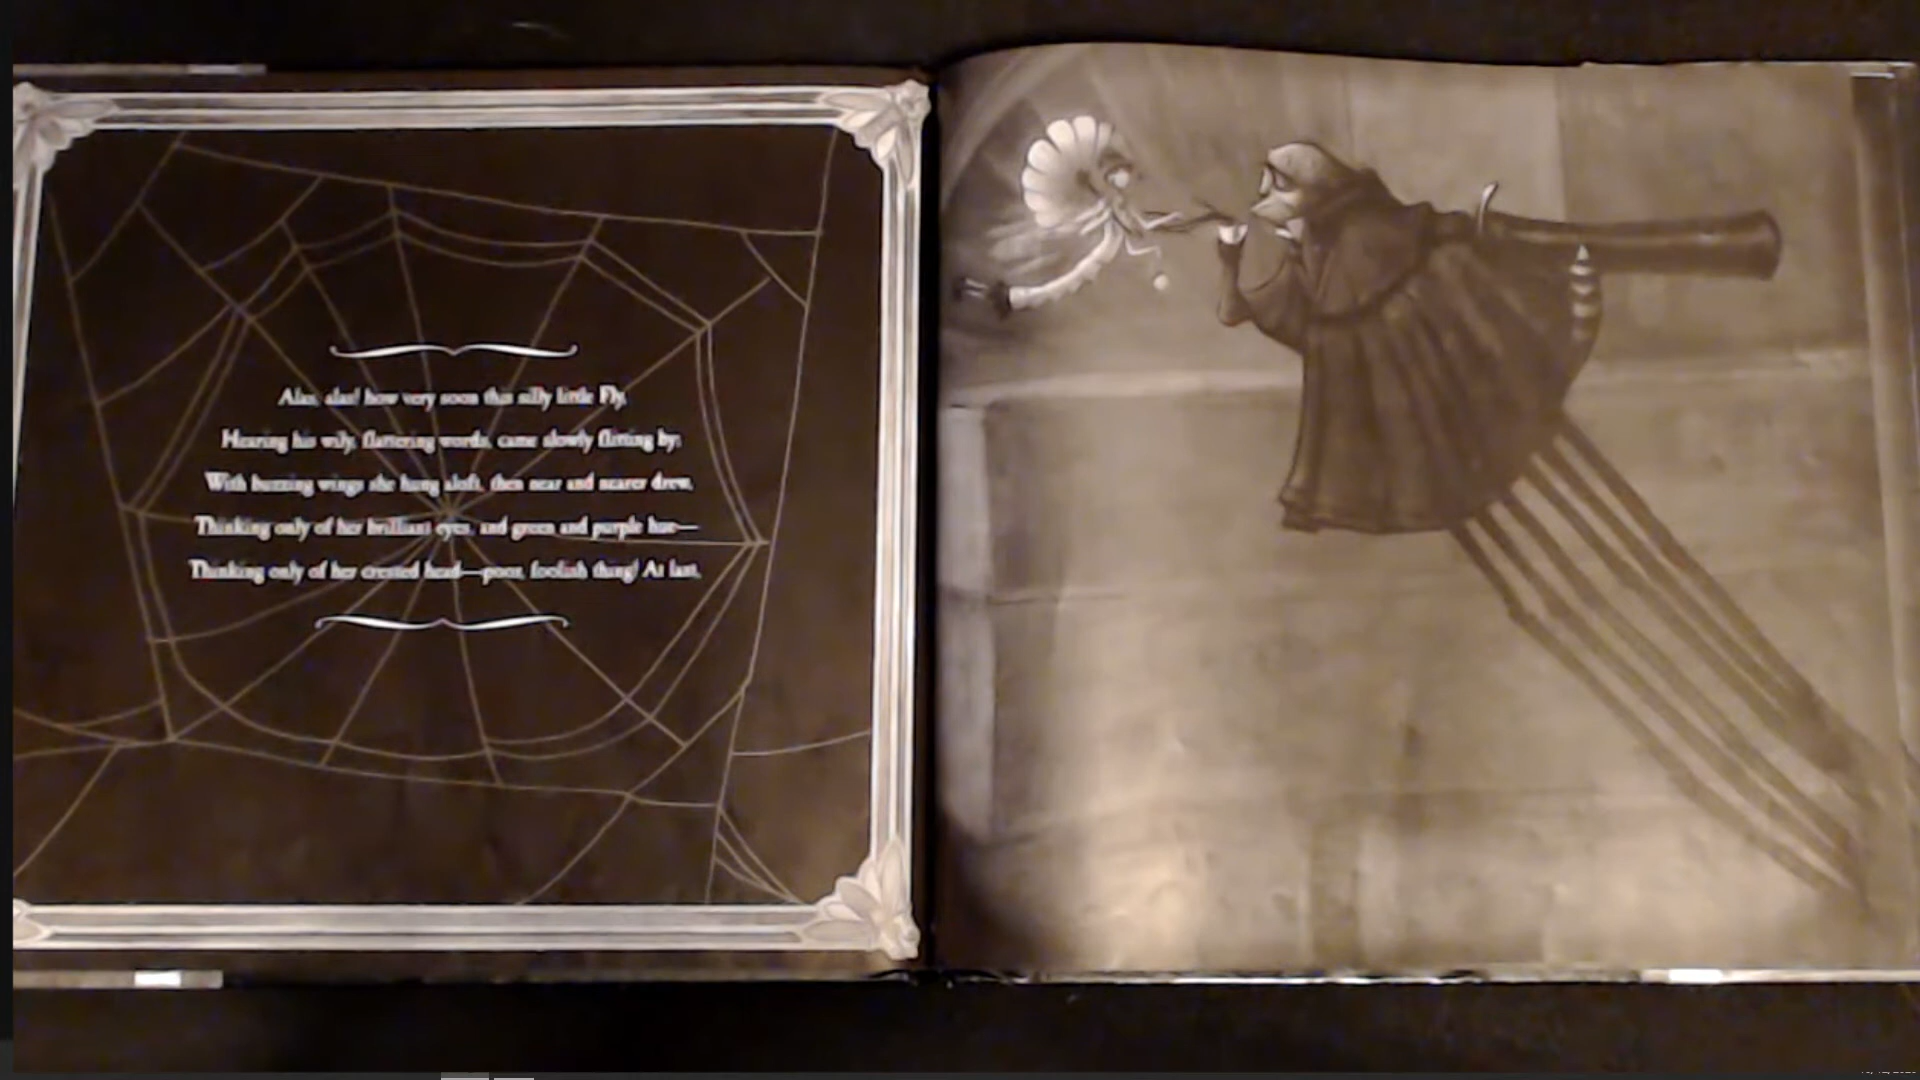 Alas, alas! how very soon this silly little Fly,
Hearing his wily, flattering words, came slowly flitting by;
With buzzing wings she hung aloft, then near and nearer drew,
Thinking only of her brilliant eyes, and green and purple hue—
Thinking only of her crested head—poor, foolish thing! At last,